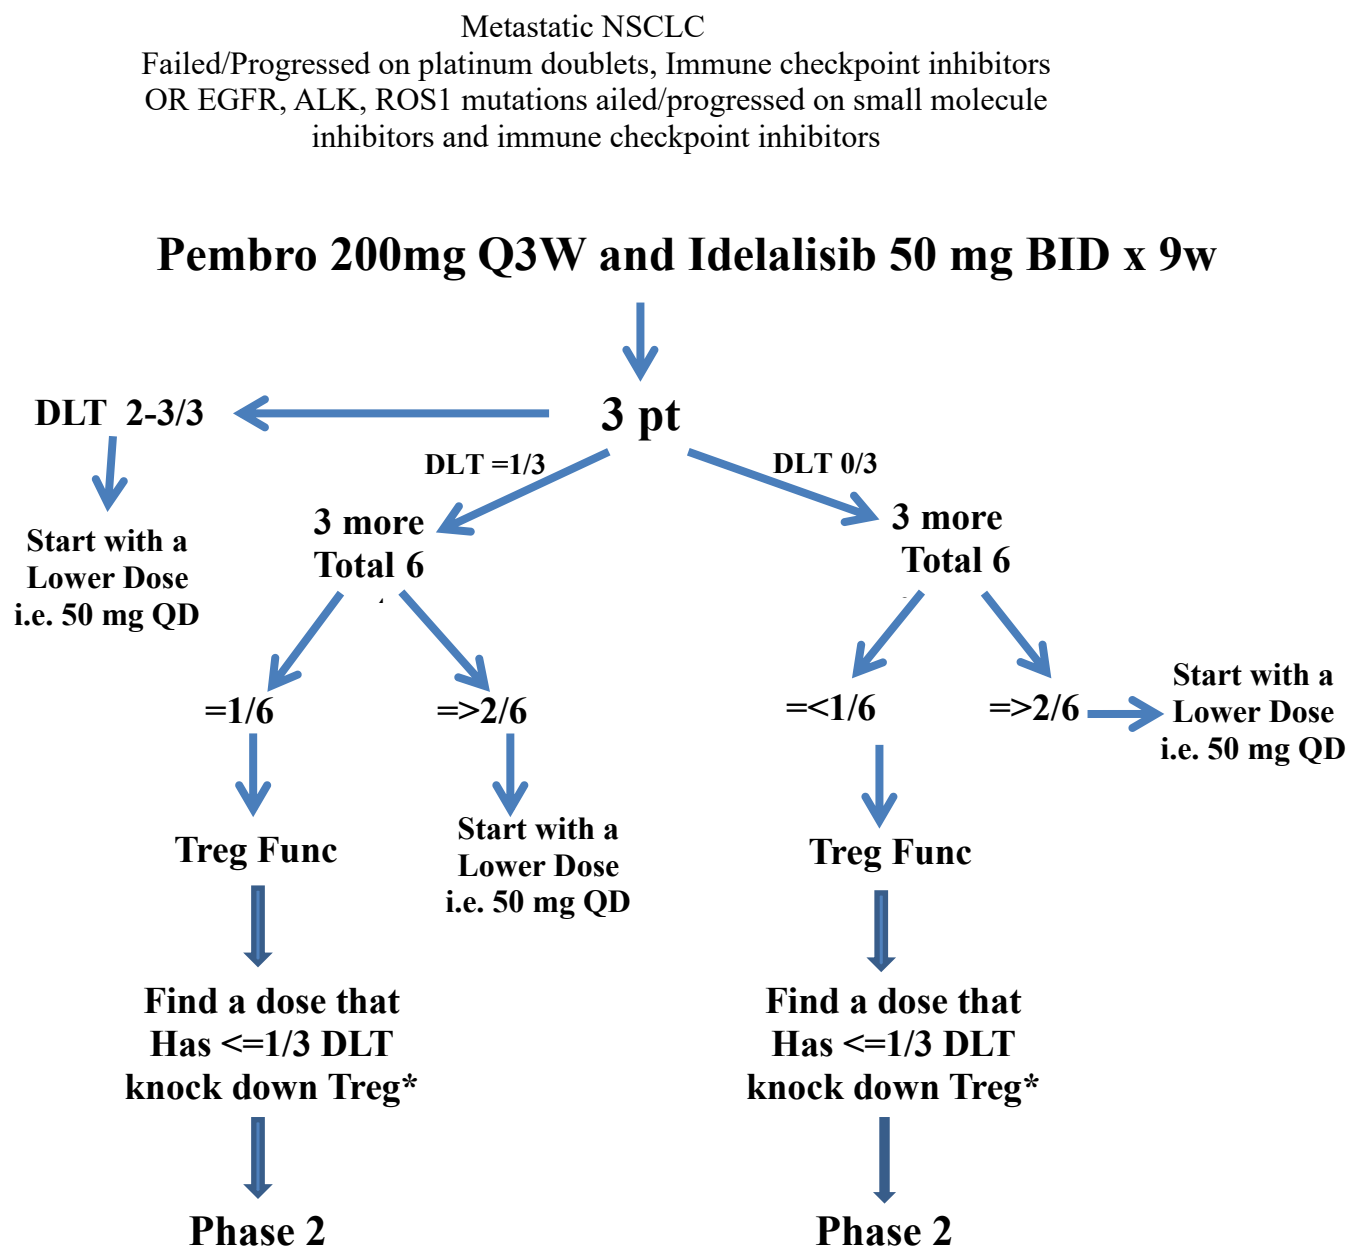 Metastatic NSCLC
Failed/Progressed on platinum doublets, Immune checkpoint inhibitors
OR EGFR, ALK, ROS1 mutations ailed/progressed on small molecule
inhibitors and immune checkpoint inhibitors
Pembro 200mg Q3W and Idelalisib 50 mg BID x 9w
3 pt
DLT 2-3/3
DLT =1/3
DLT 0/3
Start with a
Lower Dose
i.e. 50 mg QD
3 more
Total 6
3 more
Total 6
=1/6
=>2/6
=<1/6
=>2/6
Start with a
Lower Dose
i.e. 50 mg QD
Treg Func
Start with a
Lower Dose
i.e. 50 mg QD
Treg Func
Find a dose that
Has <=1/3 DLT
knock down Treg*
Find a dose that
Has <=1/3 DLT
knock down Treg*
Phase 2
Phase 2